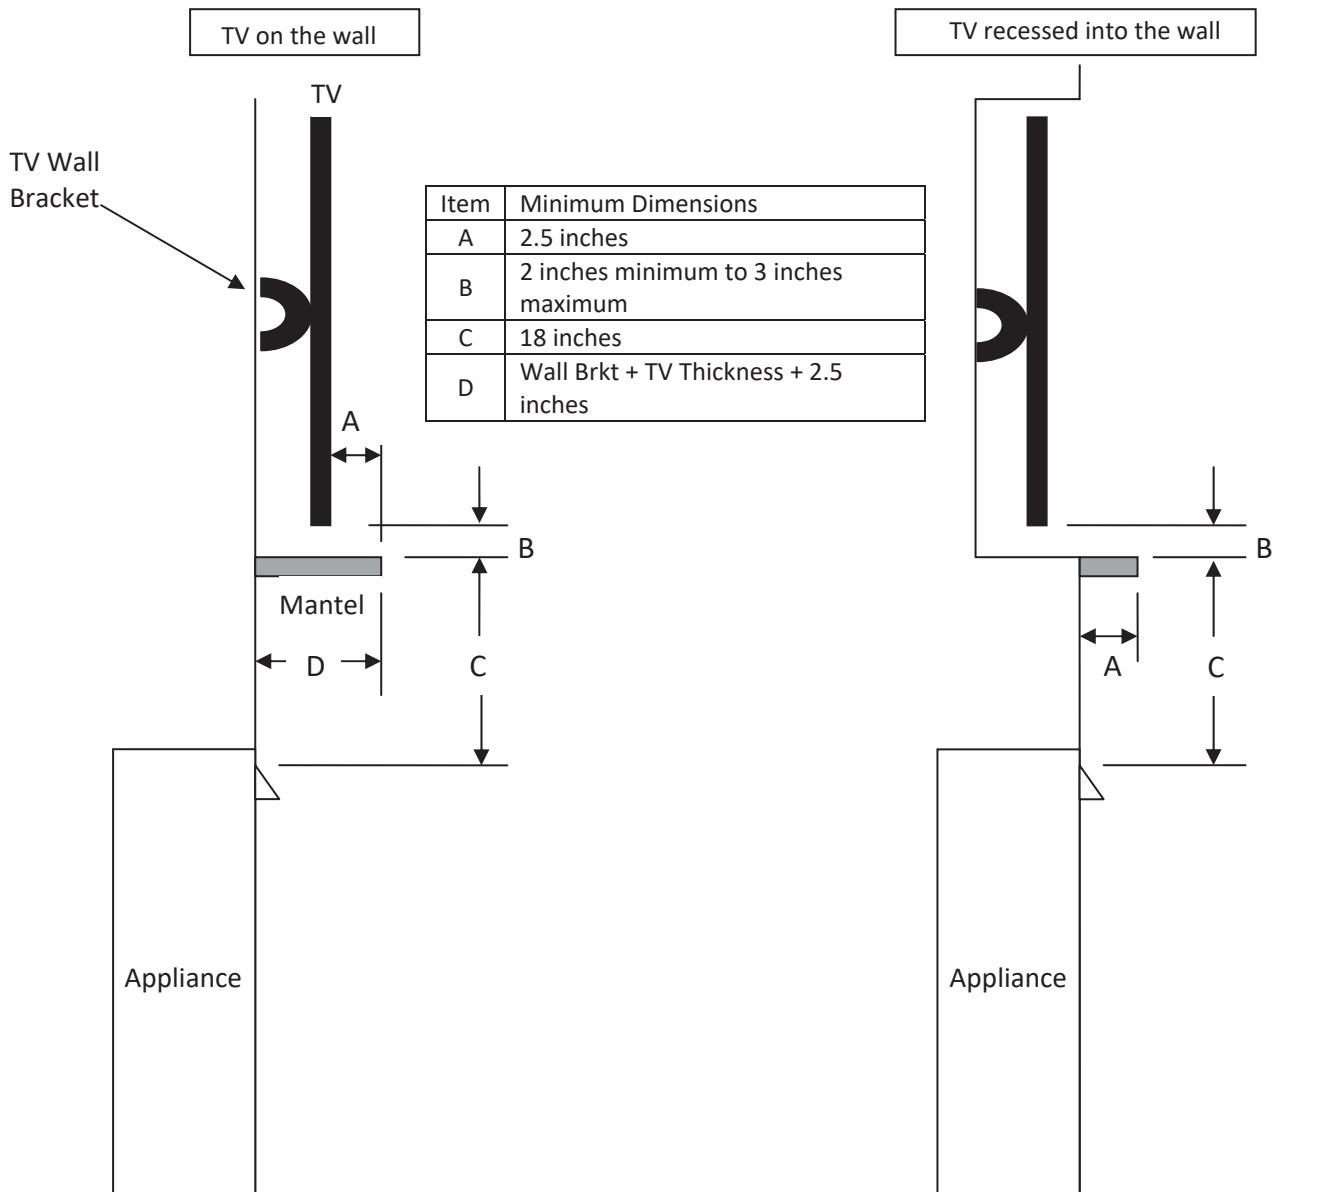 TV on the wall
TV recessed into the wall
TV
TV Wall
Bracket
Item Minimum Dimensions
A 2.5 inches
B 2 inches minimum to 3 inches
maximum
C 18 inches
D Wall Brkt + TV Thickness + 2.5
inches
A
B
Mantel
D
C
Appliance
B
A
C
Appliance